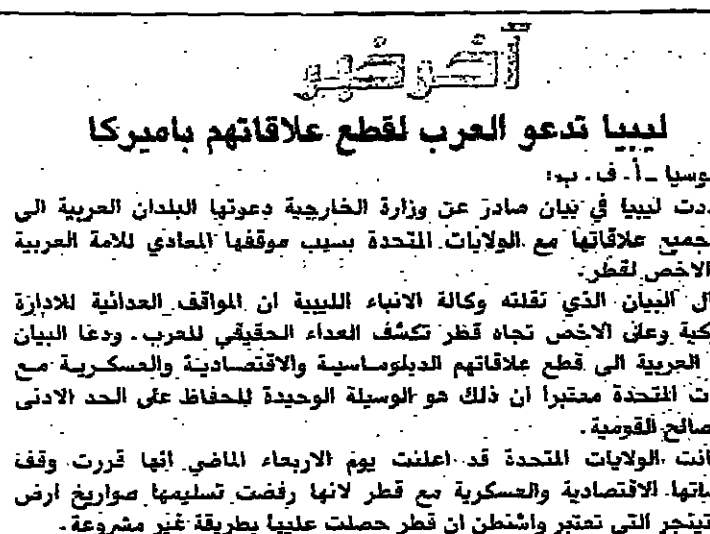 آخر خبر
ليبيا تدعو العرب لقطع علاقاتهم باميركا
وسيا ـ أ. ف. ب:
دت ليبيا في بيان صادر عن وزارة الخارجية دعوتها البلدان العربية الى
جميع علاقاتها مع الولايات المتحدة بسبب موقفها المعادي للامة العربية
الاخص لقطر.
ال البيان الذي نقلته وكالة الانباء الليبية ان المواقف العدائية للادارة
كية وعلى الاخص تجاه قطر تكشف العداء الحقيقي للعرب. ودعا البيان
العربية الى قطع علاقاتهم الدبلوماسية والاقتصادية والعسكرية مع
ت المتحدة معتبرا ان ذلك هو الوسيلة الوحيدة للحفاظ على الحد الادنى
صالح القومية.
انت الولايات المتحدة قد اعلنت يوم الاربعاء الماضي انها قررت وقف
باتها الاقتصادية والعسكرية مع قطر لانها رفضت تسليمها صواريخ ارض
تينجر التي تعتبر واشنطن ان قطر حصلت عليها بطريقة غير مشروعة.